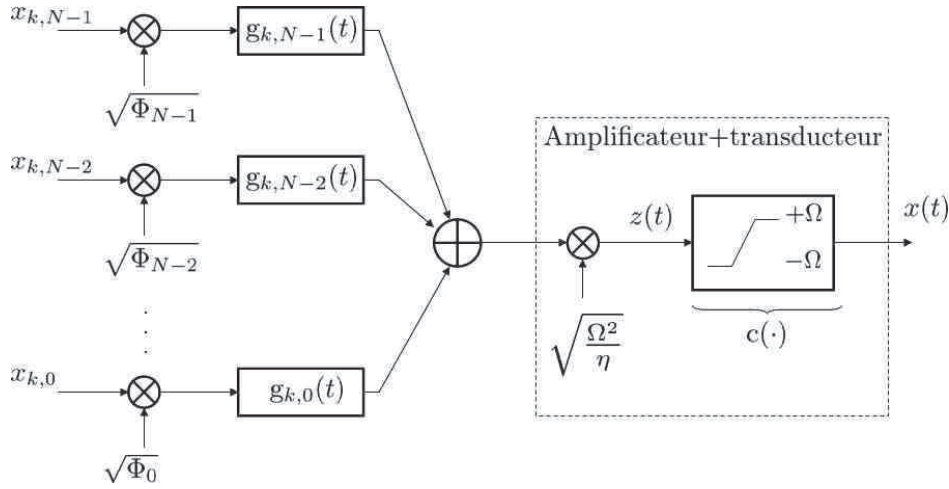 x_{k,N−1}
g_{k,N−1}(t)
√Φ_{N−1}
Amplificateur+transducteur
x_{k,N−2}
g_{k,N−2}(t)
z(t)
+Ω
−Ω
x(t)
√Φ_{N−2}
c(·)
√(Ω²/η)
x_{k,0}
g_{k,0}(t)
√Φ_0